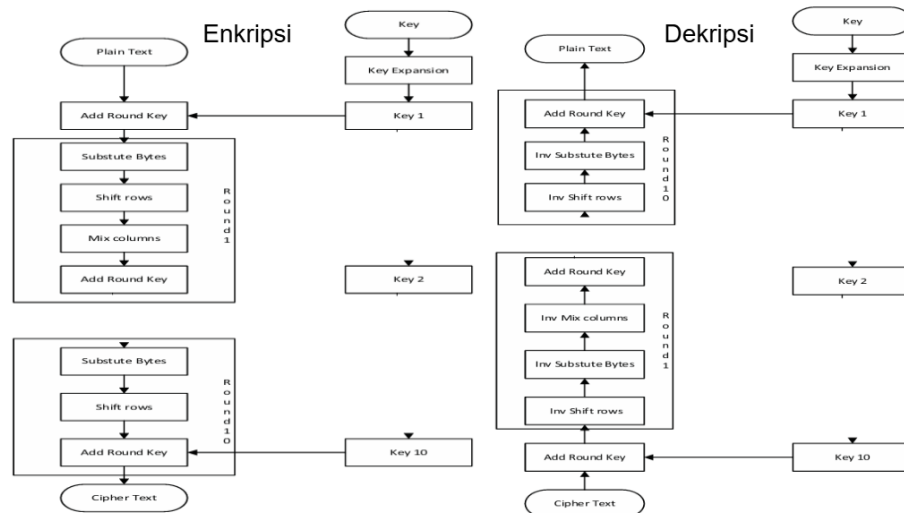 Enkripsi
Plain Text
Key
Key Expansion
Add Round Key
Key 1
Substute Bytes
Shift rows
Mix columns
Add Round Key
Round1
Key 2
Substute Bytes
Shift rows
Add Round Key
Round10
Key 10
Cipher Text
Dekripsi
Plain Text
Key
Key Expansion
Add Round Key
Key 1
Inv Substute Bytes
Inv Shift rows
Round10
Add Round Key
Key 2
Inv Mix columns
Inv Substute Bytes
Inv Shift rows
Round1
Add Round Key
Key 10
Cipher Text